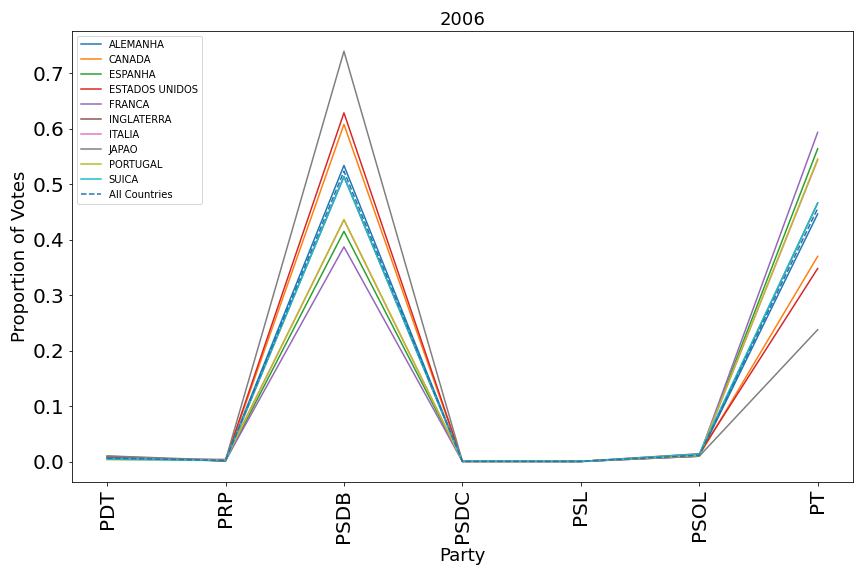 2006
ALEMANHA
CANADA
ESPANHA
ESTADOS UNIDOS
FRANCA
INGLATERRA
ITALIA
JAPAO
PORTUGAL
SUICA
All Countries
Proportion of Votes
0.7
0.6
0.5
0.4
0.3
0.2
0.1
0.0
PDT
PRP
PSDB
PSDC
PSL
PSOL
PT
Party